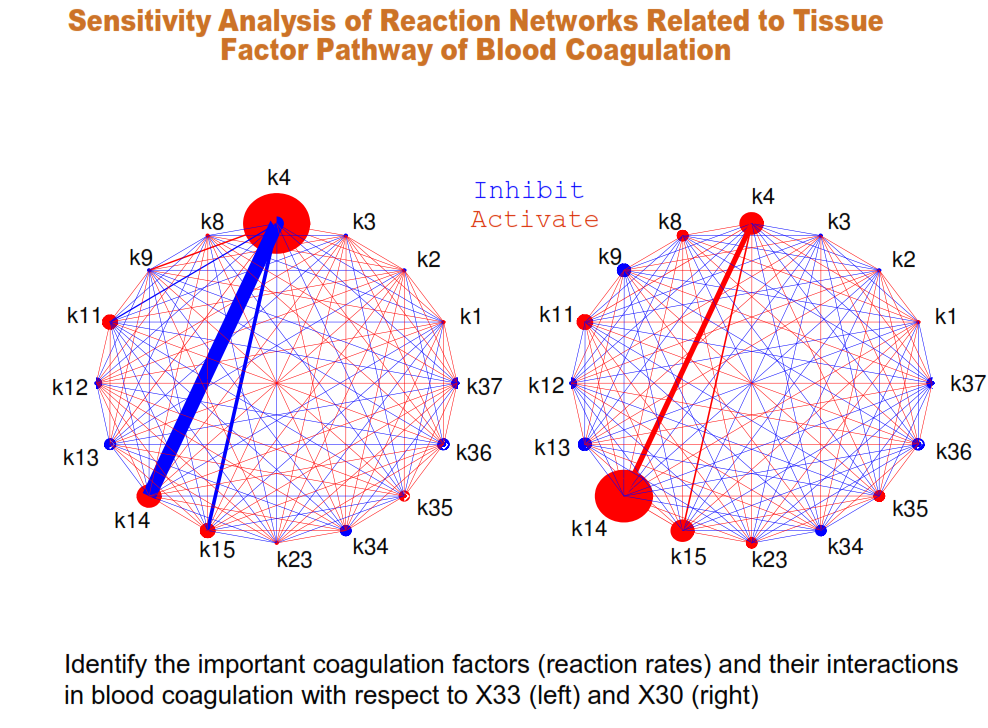 Sensitivity Analysis of Reaction Networks Related to Tissue
Factor Pathway of Blood Coagulation
k4
k8
k3
k9
k2
k11
k1
k12
k37
k13
k36
k14
k35
k15
k34
k23
Inhibit
Activate
k4
k8
k3
k9
k2
k11
k1
k12
k37
k13
k36
k14
k35
k15
k34
k23
Identify the important coagulation factors (reaction rates) and their interactions
in blood coagulation with respect to X33 (left) and X30 (right)